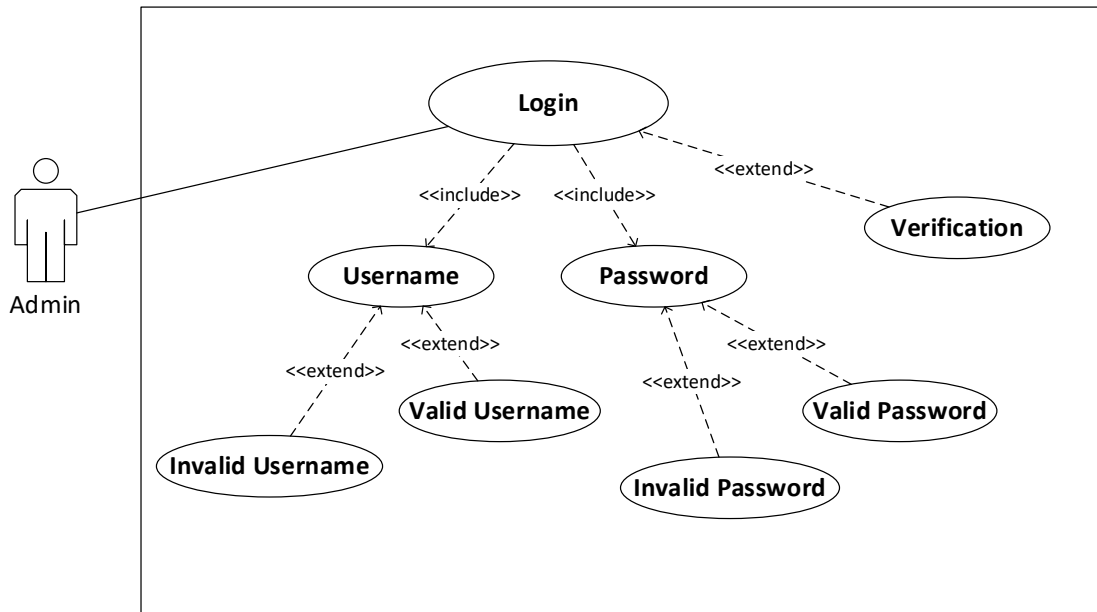 Login
<<include>>
<<include>>
<<extend>>
Verification
Username
Password
Admin
<<extend>>
<<extend>>
<<extend>>
<<extend>>
Valid Username
Valid Password
Invalid Username
Invalid Password